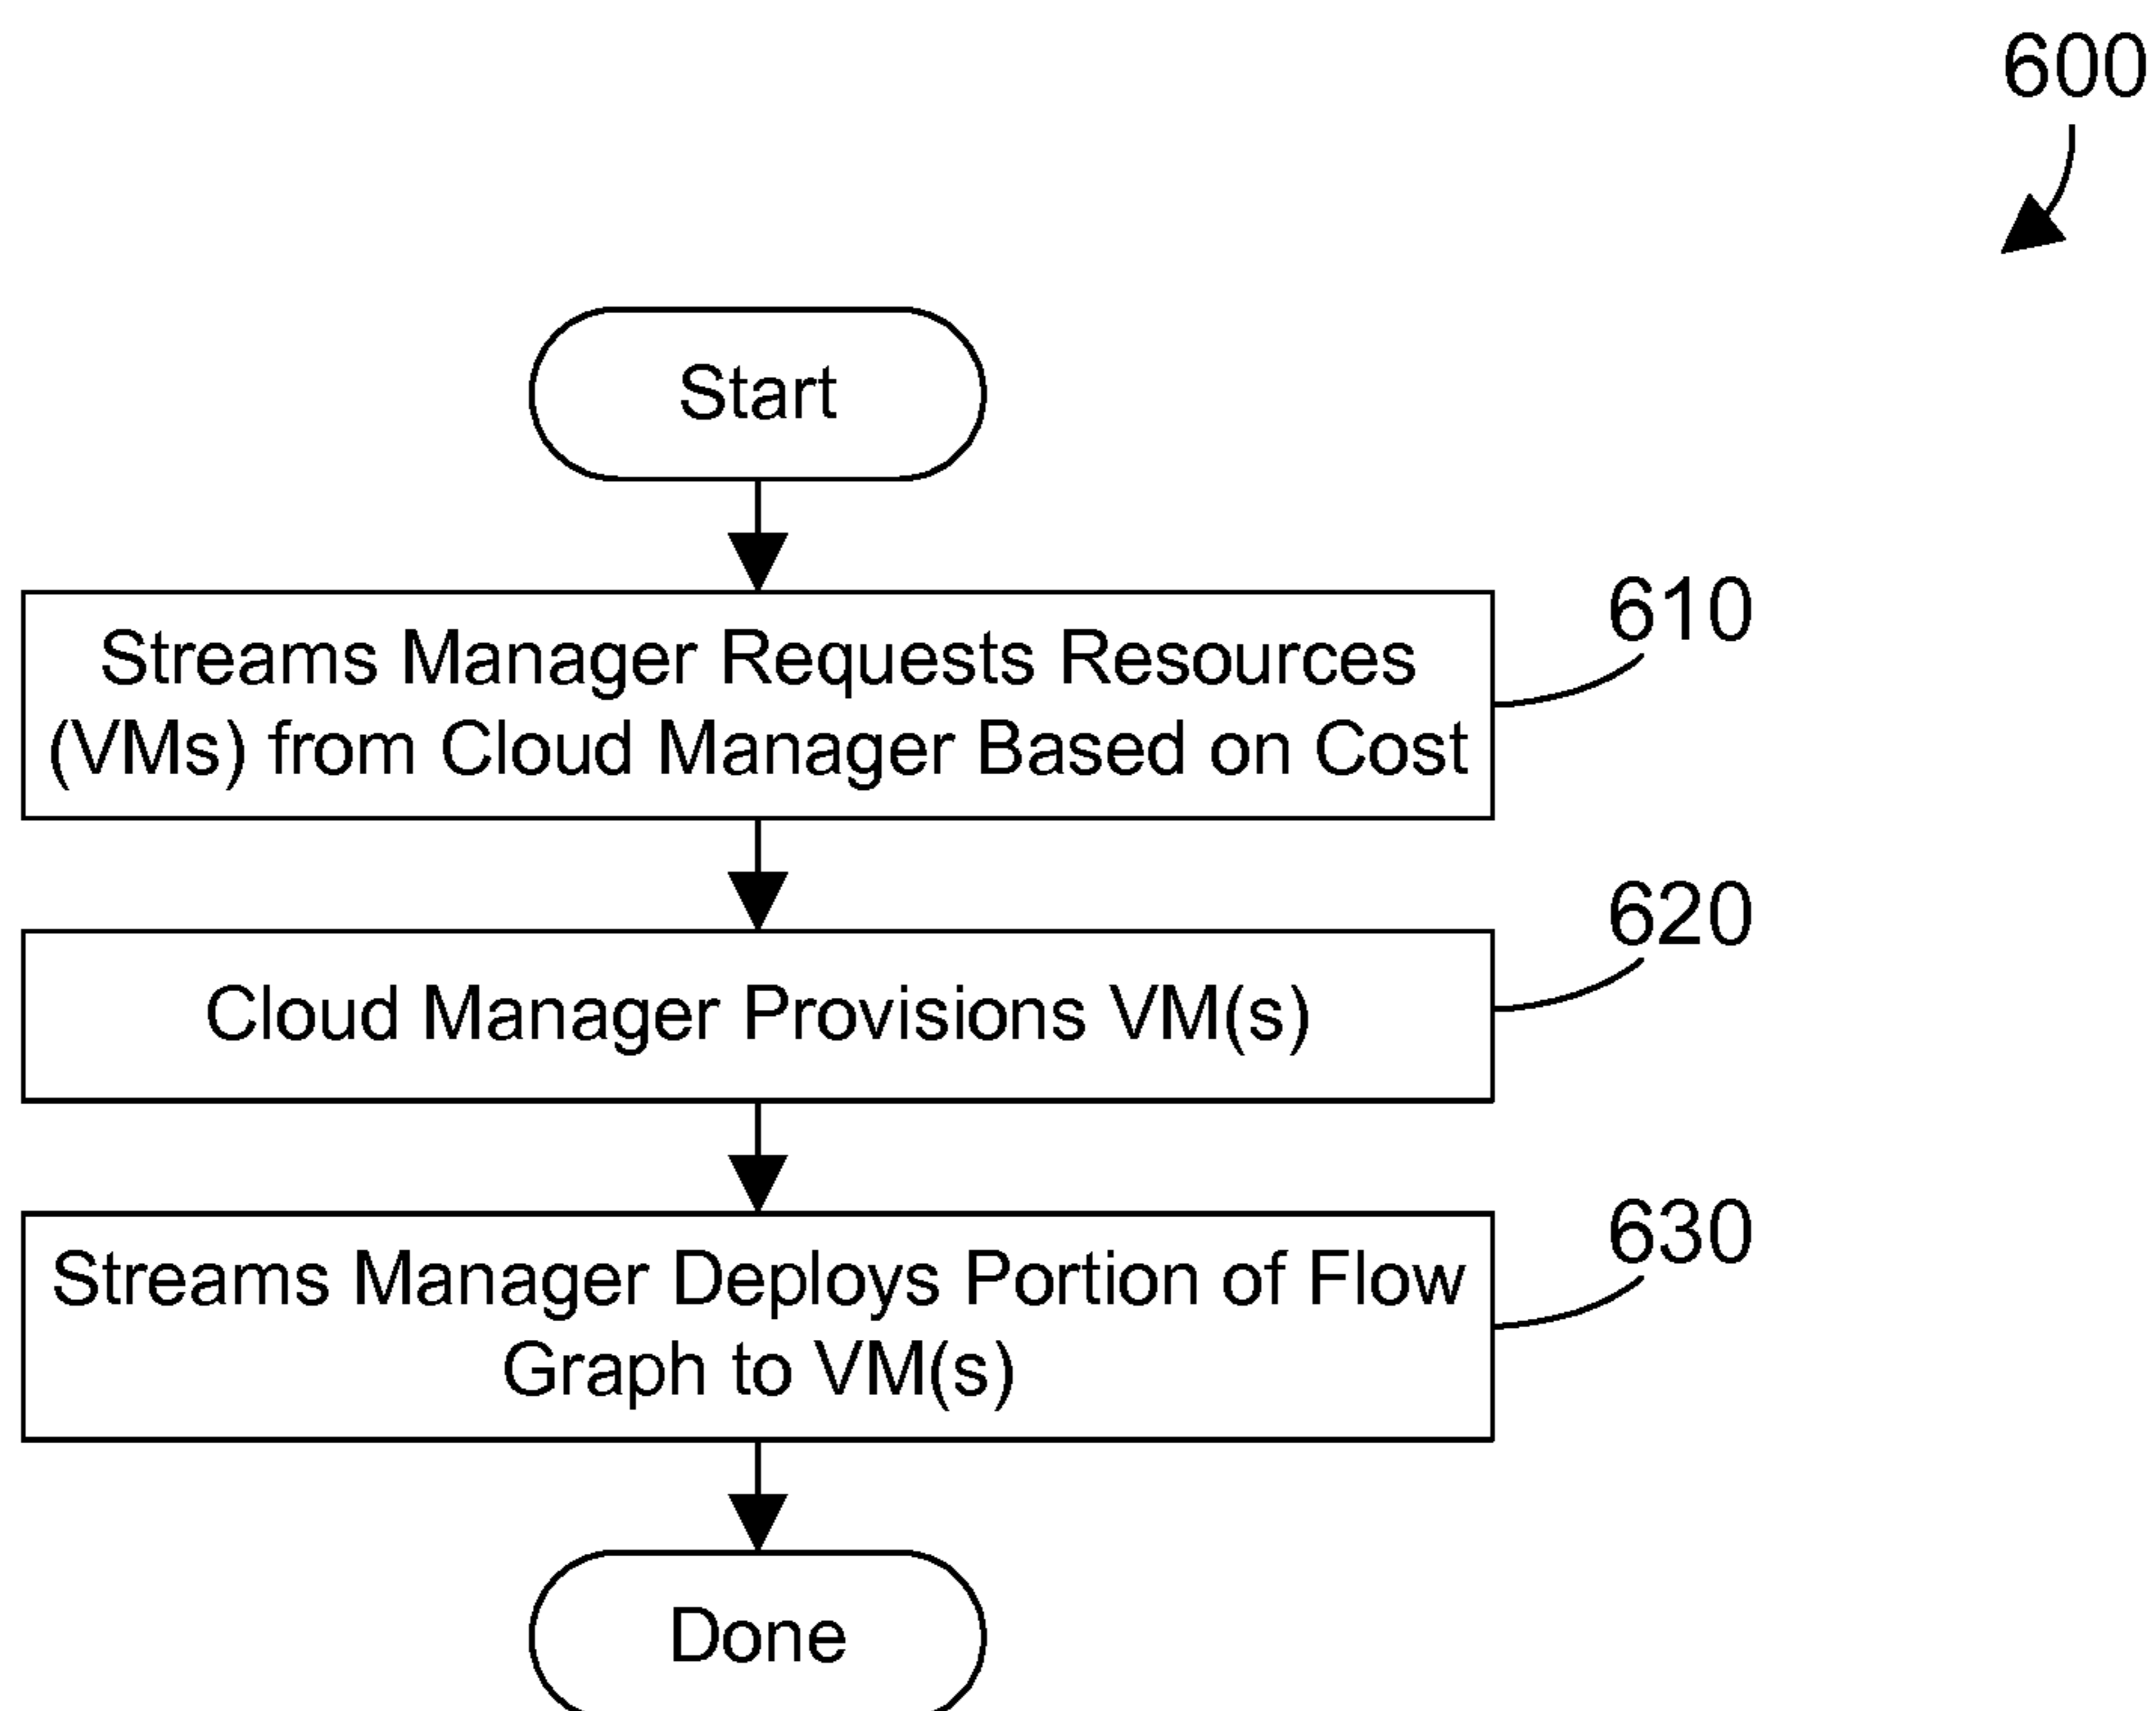 600
Start
610
Streams Manager Requests Resources
(VMs) from Cloud Manager Based on Cost
620
Cloud Manager Provisions VM(s)
630
Streams Manager Deploys Portion of Flow
Graph to VM(s)
Done